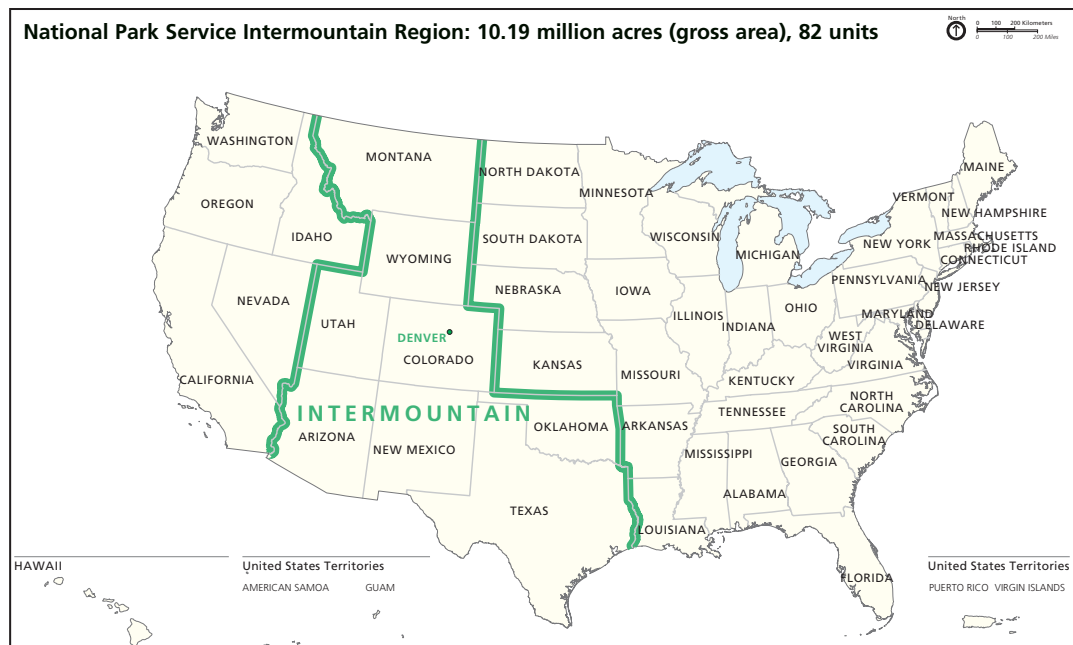 National Park Service Intermountain Region: 10.19 million acres (gross area), 82 units
North
0 100 200 Kilometers
0 100 200 Miles
WASHINGTON
MONTANA
NORTH DAKOTA
MINNESOTA
MAINE
OREGON
IDAHO
WYOMING
SOUTH DAKOTA
WISCONSIN
MICHIGAN
VERMONT
NEW HAMPSHIRE
NEW YORK
MASSACHUSETTS
RHODE ISLAND
CONNECTICUT
NEVADA
UTAH
NEBRASKA
IOWA
PENNSYLVANIA
NEW JERSEY
DENVER
COLORADO
ILLINOIS
INDIANA
OHIO
MARYLAND
DELAWARE
WEST
VIRGINIA
VIRGINIA
CALIFORNIA
KANSAS
MISSOURI
KENTUCKY
INTERMOUNTAIN
ARIZONA
NEW MEXICO
OKLAHOMA
ARKANSAS
TENNESSEE
NORTH
CAROLINA
SOUTH
CAROLINA
MISSISSIPPI
GEORGIA
ALABAMA
TEXAS
LOUISIANA
FLORIDA
HAWAII
United States Territories
AMERICAN SAMOA GUAM
United States Territories
PUERTO RICO VIRGIN ISLANDS